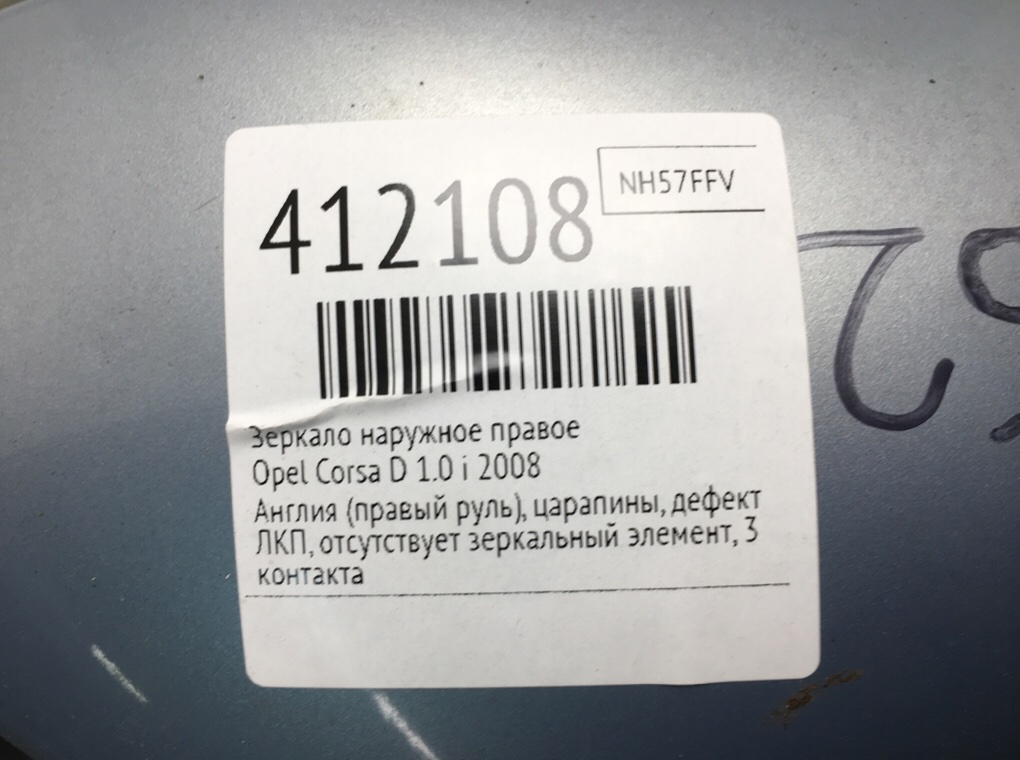 412108
NH57FFV
Зеркало наружное правое
Opel Corsa D 1.0 i 2008
Англия (правый руль), царапины, дефект
ЛКП, отсутствует зеркальный элемент, 3
контакта